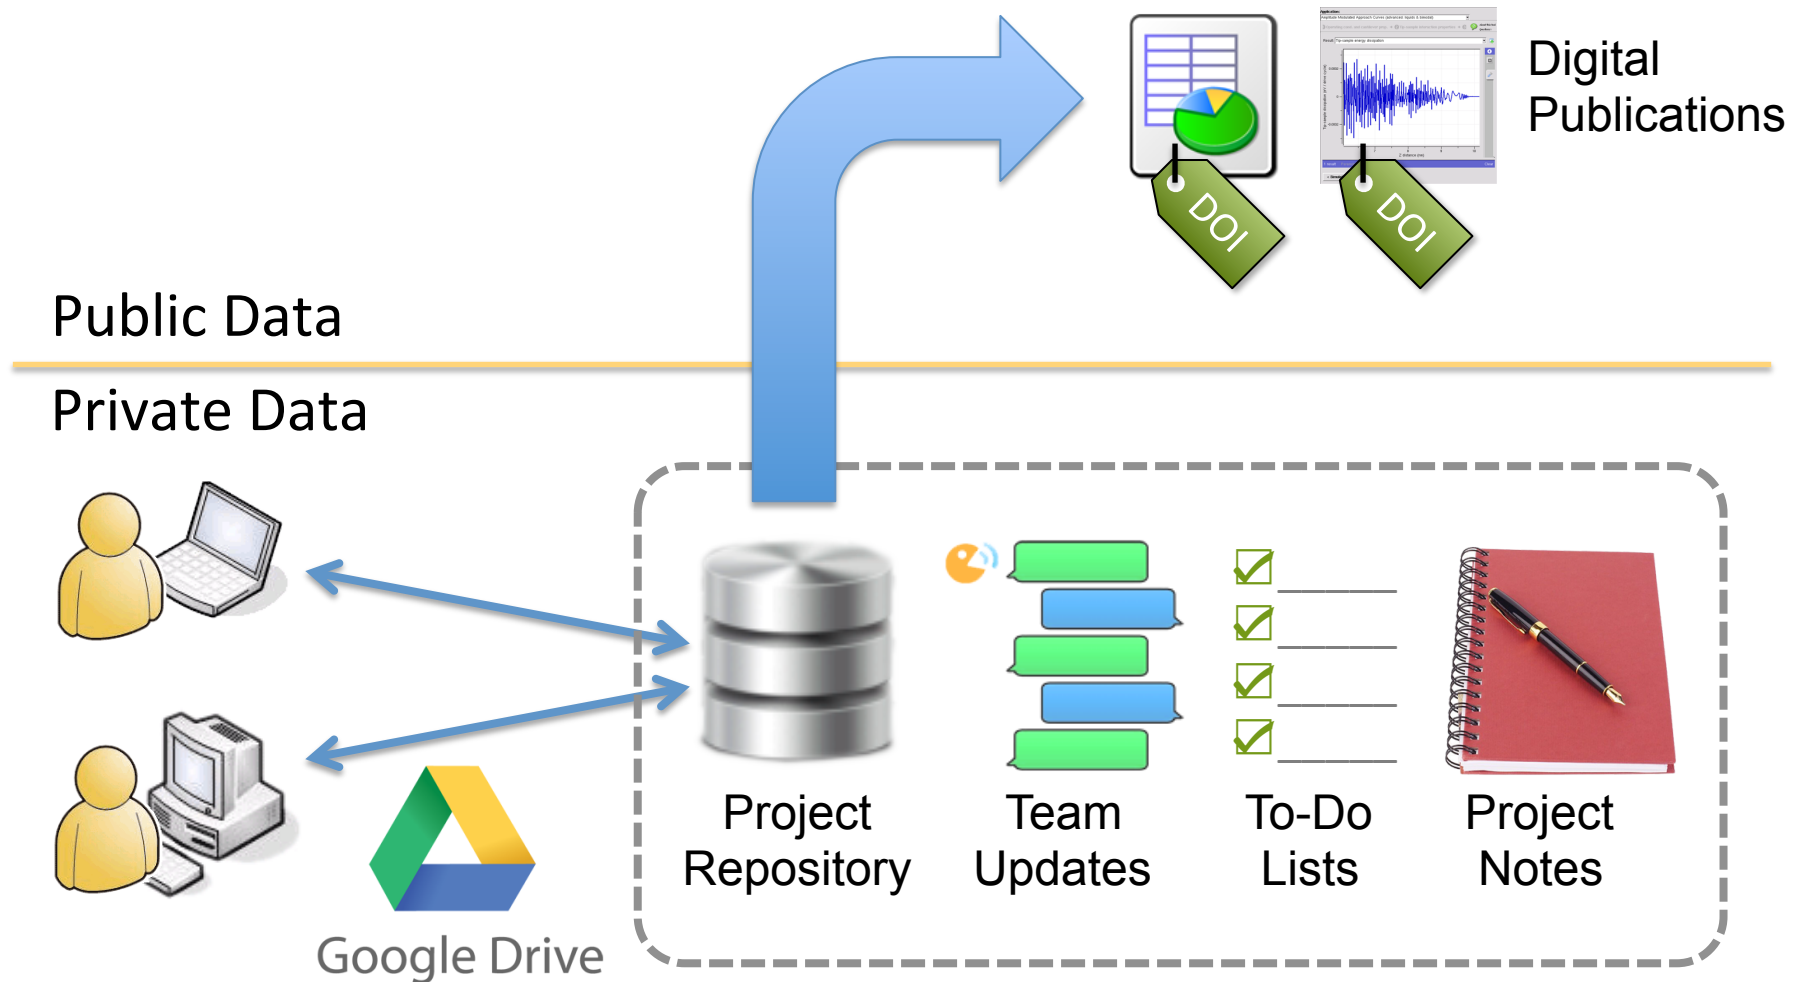 Application:
Digital
Publications
DOI
DOI
Public Data
Private Data
Project
Repository
Team
Updates
To-Do
Lists
Project
Notes
Google Drive